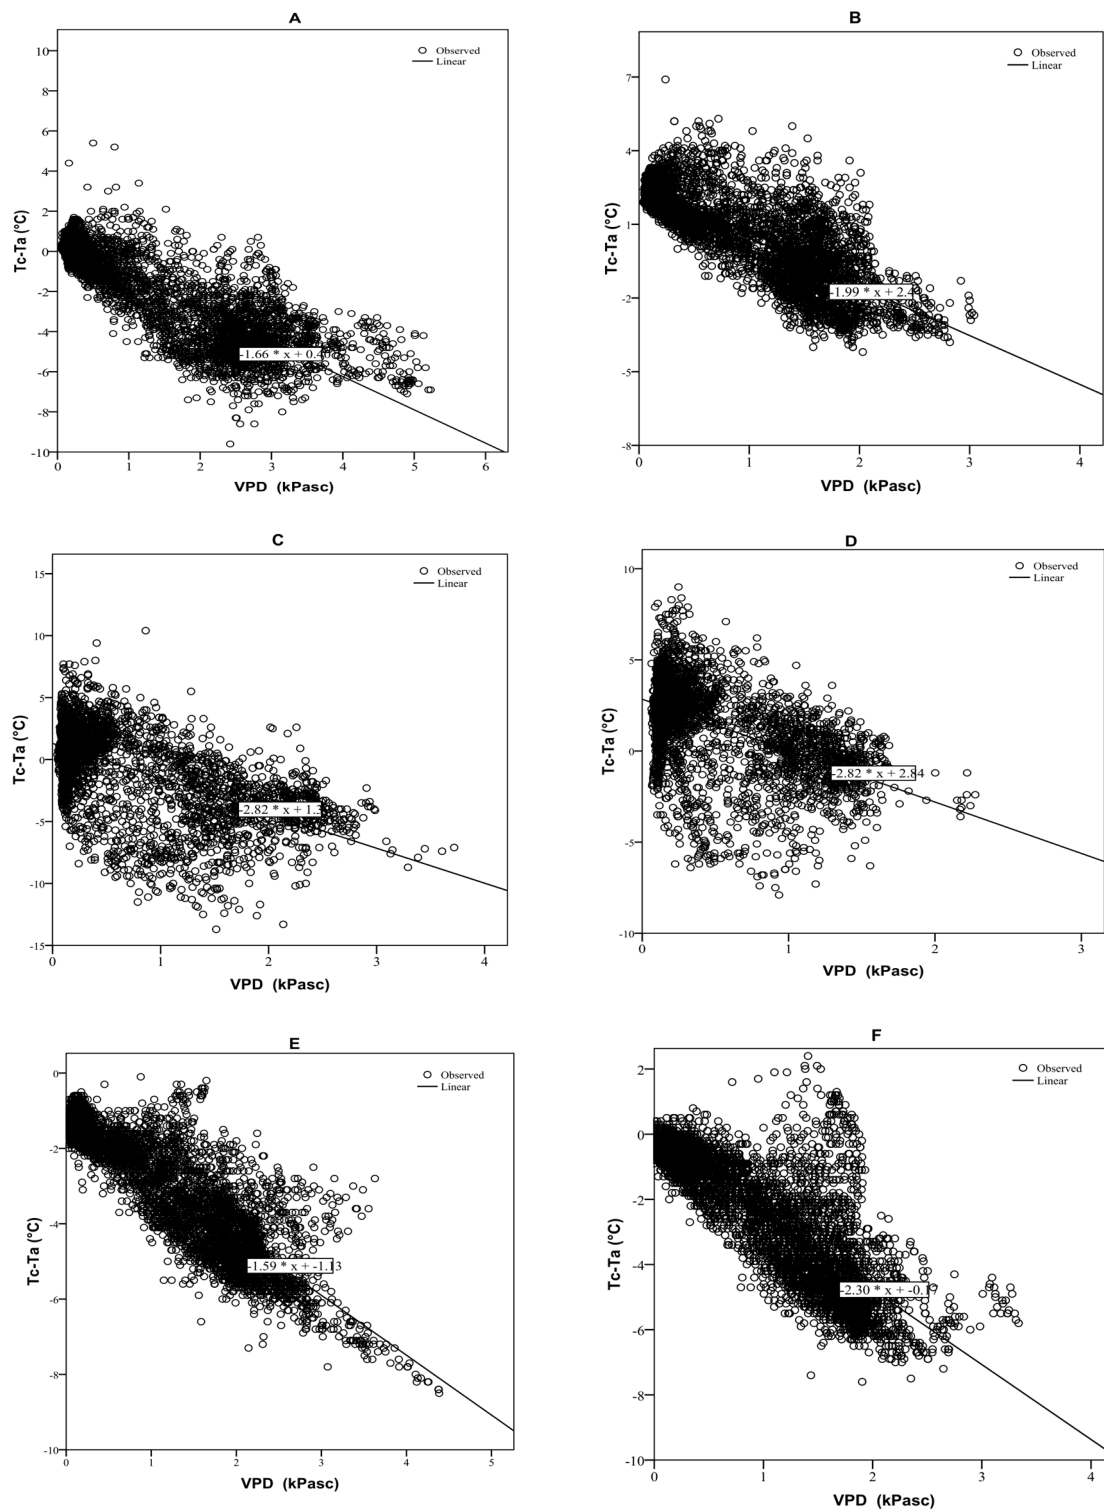 A
Observed
Linear
Tc-Ta (°C)
10
8
6
4
2
0
-2
-4
-6
-8
-10
-1.66 * x + 0.4
0
1
2
3
4
5
6
VPD (kPasc)
B
Observed
Linear
Tc-Ta (°C)
7
4
1
-2
-5
-8
-1.99 * x + 2.4
0
1
2
3
4
VPD (kPasc)
C
Observed
Linear
Tc-Ta (°C)
15
10
5
0
-5
-10
-15
-2.82 * x + 1.
0
1
2
3
4
VPD (kPasc)
D
Observed
Linear
Tc-Ta (°C)
10
5
0
-5
-10
-2.82 * x + 2.84
0
1
2
3
VPD (kPasc)
E
Observed
Linear
Tc-Ta (°C)
0
-2
-4
-6
-8
-10
-1.59 * x + -1.13
0
1
2
3
4
5
VPD (kPasc)
F
Observed
Linear
Tc-Ta (°C)
2
0
-2
-4
-6
-8
-10
-2.30 * x + -0.17
0
1
2
3
4
VPD (kPasc)